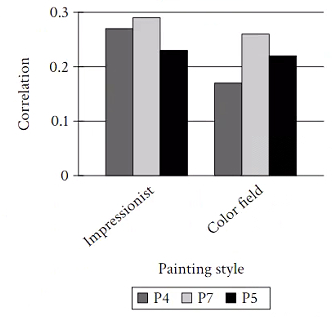 Correlation
0.3
0.2
0.1
0
Impressionist
Color field
Painting style
P4 P7 P5